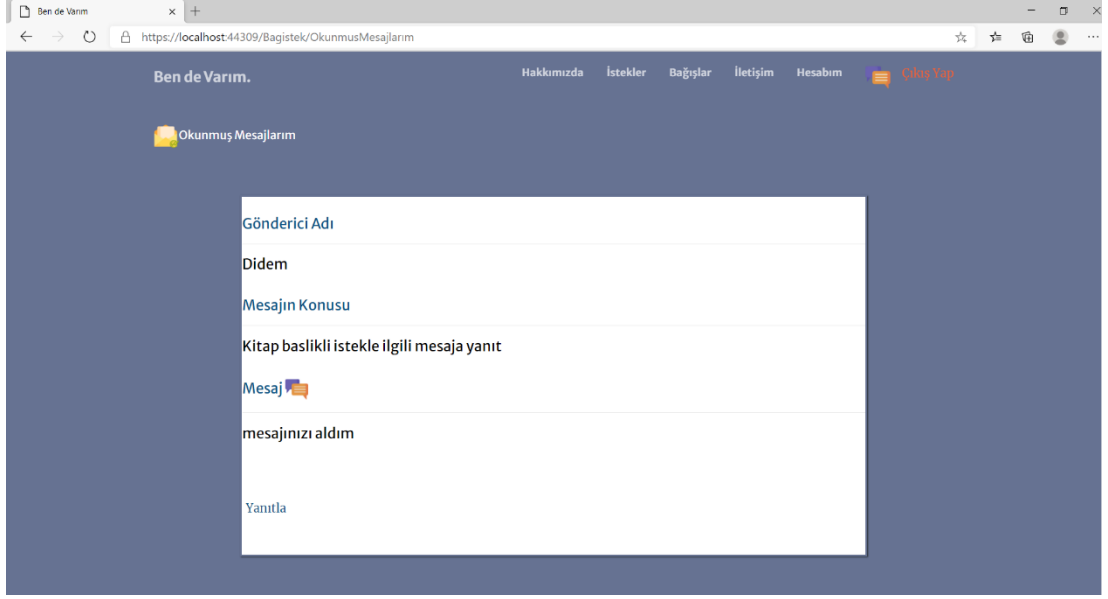 Ben de Varım
https://localhost:44309/Bagistek/OkunmusMesajlarım
Ben de Varım.
Hakkımızda İstekler Bağışlar İletişim Hesabım Çıkış Yap
Okunmuş Mesajlarım
Gönderici Adı
Didem
Mesajın Konusu
Kitap baslikli istekle ilgili mesaja yanıt
Mesaj
mesajınızı aldım
Yanıtla